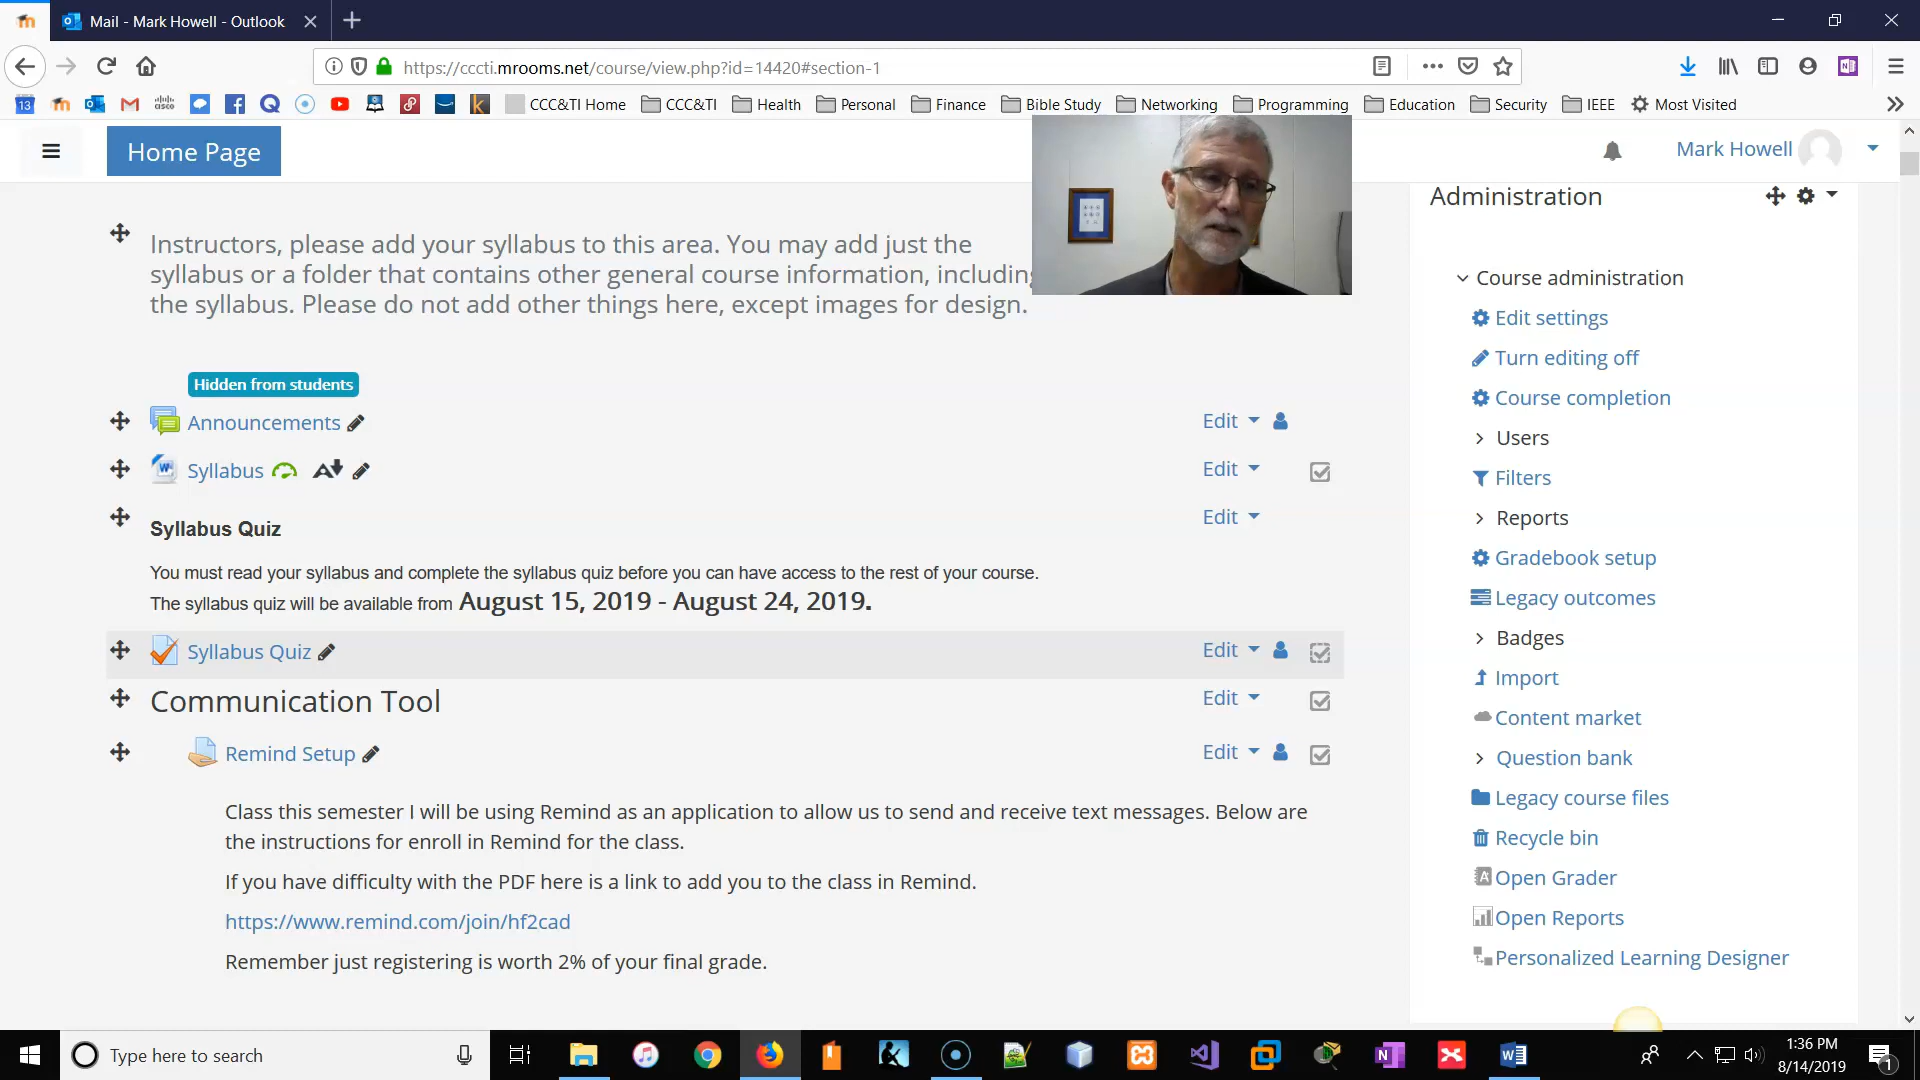 Mail - Mark Howell - Outlook
https://cccti.mrooms.net/course/view.php?id=14420#section-1
13
CCC&TI Home
CCC&TI
Health
Personal
Finance
Bible Study
Networking
Programming
Education
Security
IEEE
Most Visited
Home Page
Mark Howell
Instructors, please add your syllabus to this area. You may add just the
syllabus or a folder that contains other general course information, including
the syllabus. Please do not add other things here, except images for design.
Hidden from students
Announcements
Edit
Syllabus
Edit
Syllabus Quiz
Edit
You must read your syllabus and complete the syllabus quiz before you can have access to the rest of your course.
The syllabus quiz will be available from August 15, 2019 - August 24, 2019.
Syllabus Quiz
Edit
Communication Tool
Edit
Remind Setup
Edit
Class this semester I will be using Remind as an application to allow us to send and receive text messages. Below are
the instructions for enroll in Remind for the class.
If you have difficulty with the PDF here is a link to add you to the class in Remind.
https://www.remind.com/join/hf2cad
Remember just registering is worth 2% of your final grade.
Administration
Course administration
Edit settings
Turn editing off
Course completion
Users
Filters
Reports
Gradebook setup
Legacy outcomes
Badges
Import
Content market
Question bank
Legacy course files
Recycle bin
Open Grader
Open Reports
Personalized Learning Designer
Type here to search
1:36 PM
8/14/2019
1